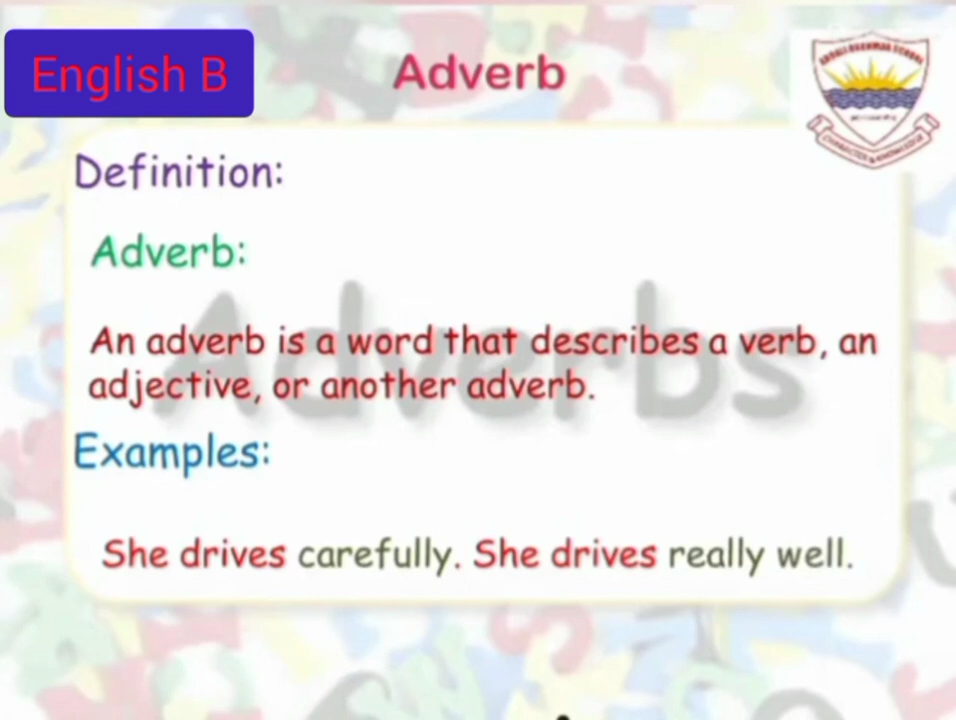 English B
Adverb
Definition:
Adverb:
Adverbs
An adverb is a word that describes a verb, an
adjective, or another adverb.
Examples:
She drives carefully. She drives really well.